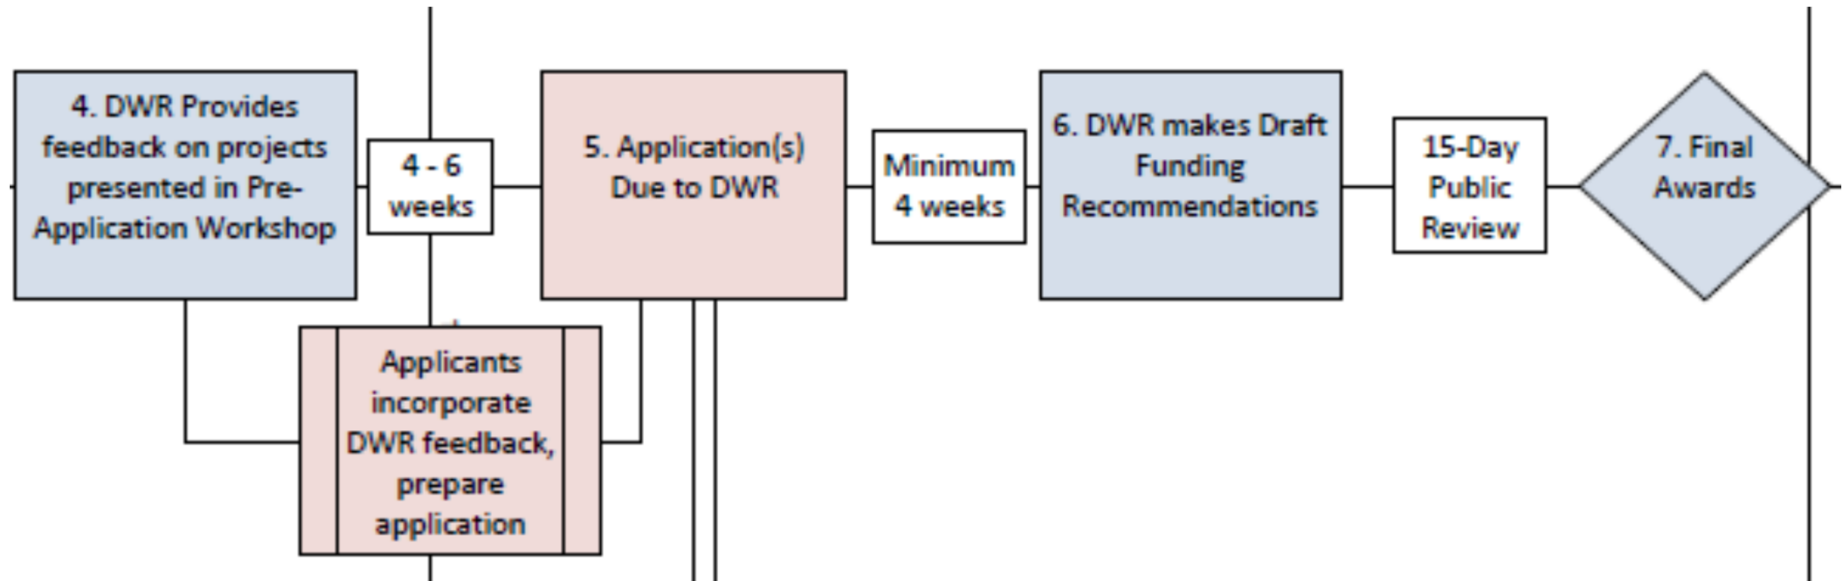 4. DWR Provides
feedback on projects
presented in Pre-
Application Workshop
4 - 6
weeks
5. Application(s)
Due to DWR
Minimum
4 weeks
6. DWR makes Draft
Funding
Recommendations
15-Day
Public
Review
7. Final
Awards
Applicants
incorporate
DWR feedback,
prepare
application